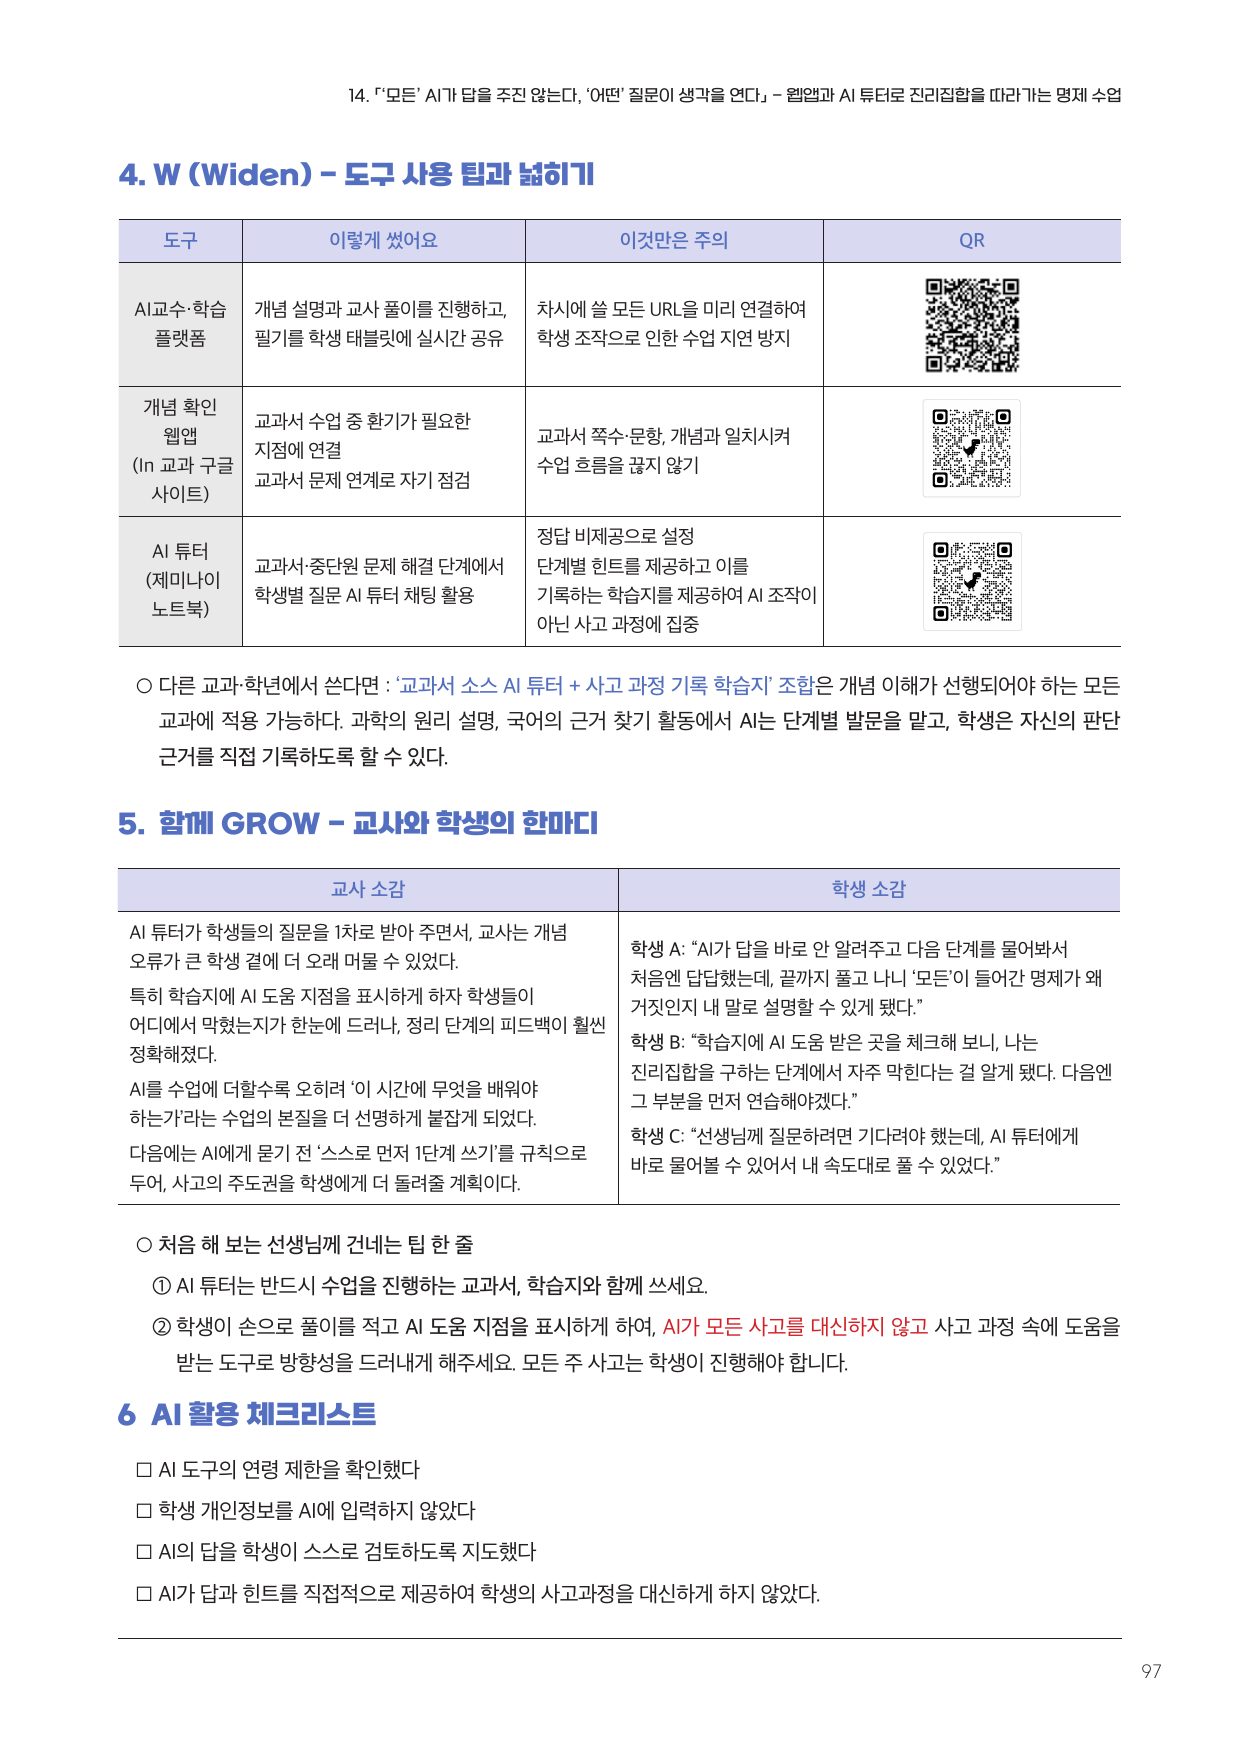 14. 「‘모든’ AI가 답을 주진 않는다, ‘어떤’ 질문이 생각을 연다」 – 웹앱과 AI 튜터로 진리집합을 따라가는 명제 수업
4. W (Widen) – 도구 사용 팁과 넓히기
도구
이렇게 썼어요
이것만은 주의
QR
AI교수·학습
플랫폼
개념 설명과 교사 풀이를 진행하고,
필기를 학생 태블릿에 실시간 공유
차시에 쓸 모든 URL을 미리 연결하여
학생 조작으로 인한 수업 지연 방지
개념 확인
웹앱
(In 교과 구글
사이트)
교과서 수업 중 환기가 필요한
지점에 연결
교과서 문제 연계로 자기 점검
교과서 쪽수·문항, 개념과 일치시켜
수업 흐름을 끊지 않기
AI 튜터
(제미나이
노트북)
교과서·중단원 문제 해결 단계에서
학생별 질문 AI 튜터 채팅 활용
정답 비제공으로 설정
단계별 힌트를 제공하고 이를
기록하는 학습지를 제공하여 AI 조작이
아닌 사고 과정에 집중
○ 다른 교과·학년에서 쓴다면 : ‘교과서 소스 AI 튜터 + 사고 과정 기록 학습지’ 조합은 개념 이해가 선행되어야 하는 모든
교과에 적용 가능하다. 과학의 원리 설명, 국어의 근거 찾기 활동에서 AI는 단계별 발문을 맡고, 학생은 자신의 판단
근거를 직접 기록하도록 할 수 있다.
5. 함께 GROW – 교사와 학생의 한마디
교사 소감
학생 소감
AI 튜터가 학생들의 질문을 1차로 받아 주면서, 교사는 개념
오류가 큰 학생 곁에 더 오래 머물 수 있었다.
특히 학습지에 AI 도움 지점을 표시하게 하자 학생들이
어디에서 막혔는지가 한눈에 드러나, 정리 단계의 피드백이 훨씬
정확해졌다.
AI를 수업에 더할수록 오히려 ‘이 시간에 무엇을 배워야
하는가’라는 수업의 본질을 더 선명하게 붙잡게 되었다.
다음에는 AI에게 묻기 전 ‘스스로 먼저 1단계 쓰기’를 규칙으로
두어, 사고의 주도권을 학생에게 더 돌려줄 계획이다.
학생 A: “AI가 답을 바로 안 알려주고 다음 단계를 물어봐서
처음엔 답답했는데, 끝까지 풀고 나니 ‘모든’이 들어간 명제가 왜
거짓인지 내 말로 설명할 수 있게 됐다.”
학생 B: “학습지에 AI 도움 받은 곳을 체크해 보니, 나는
진리집합을 구하는 단계에서 자주 막힌다는 걸 알게 됐다. 다음엔
그 부분을 먼저 연습해야겠다.”
학생 C: “선생님께 질문하려면 기다려야 했는데, AI 튜터에게
바로 물어볼 수 있어서 내 속도대로 풀 수 있었다.”
○ 처음 해 보는 선생님께 건네는 팁 한 줄
① AI 튜터는 반드시 수업을 진행하는 교과서, 학습지와 함께 쓰세요.
② 학생이 손으로 풀이를 적고 AI 도움 지점을 표시하게 하여, AI가 모든 사고를 대신하지 않고 사고 과정 속에 도움을
받는 도구로 방향성을 드러내게 해주세요. 모든 주 사고는 학생이 진행해야 합니다.
6 AI 활용 체크리스트
□ AI 도구의 연령 제한을 확인했다
□ 학생 개인정보를 AI에 입력하지 않았다
□ AI의 답을 학생이 스스로 검토하도록 지도했다
□ AI가 답과 힌트를 직접적으로 제공하여 학생의 사고과정을 대신하게 하지 않았다.
97